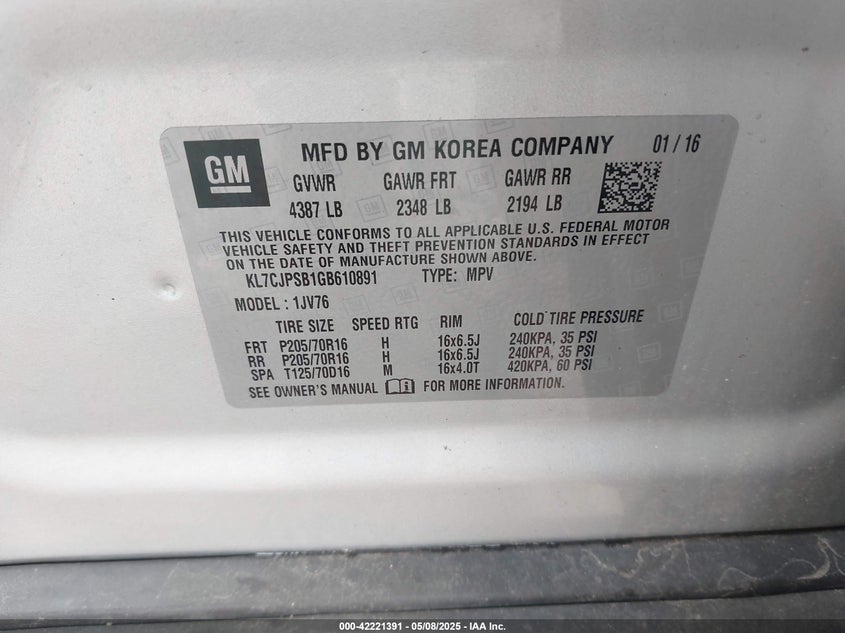 GM
MFD BY GM KOREA COMPANY 01 / 16
GVWR GAWR FRT GAWR RR
4387 LB 2348 LB 2194 LB
THIS VEHICLE CONFORMS TO ALL APPLICABLE U.S. FEDERAL MOTOR
VEHICLE SAFETY AND THEFT PREVENTION STANDARDS IN EFFECT
ON THE DATE OF MANUFACTURE SHOWN ABOVE.
KL7CJPSB1GB610891 TYPE: MPV
MODEL : 1JV76
TIRE SIZE SPEED RTG RIM COLD TIRE PRESSURE
FRT P205/70R16 H 16x6.5J 240KPA, 35 PSI
RR P205/70R16 H 16x6.5J 240KPA, 35 PSI
SPA T125/70D16 M 16x4.0T 420KPA, 60 PSI
SEE OWNER'S MANUAL FOR MORE INFORMATION.
000-42221391 | 05/08/2025 - IAA Inc.